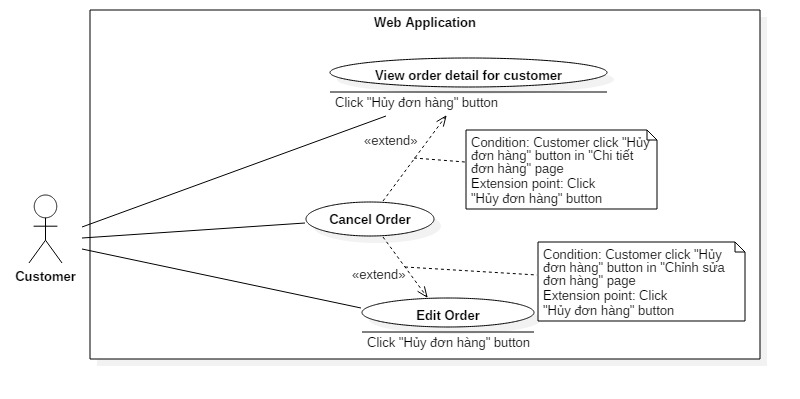 Web Application
View order detail for customer
Click "Hủy đơn hàng" button
«extend»
Condition: Customer click "Hủy
đơn hàng" button in "Chi tiết
đơn hàng" page
Extension point: Click
"Hủy đơn hàng" button
Cancel Order
Customer
«extend»
Condition: Customer click "Hủy
đơn hàng" button in "Chỉnh sửa
đơn hàng" page
Extension point: Click
"Hủy đơn hàng" button
Edit Order
Click "Hủy đơn hàng" button